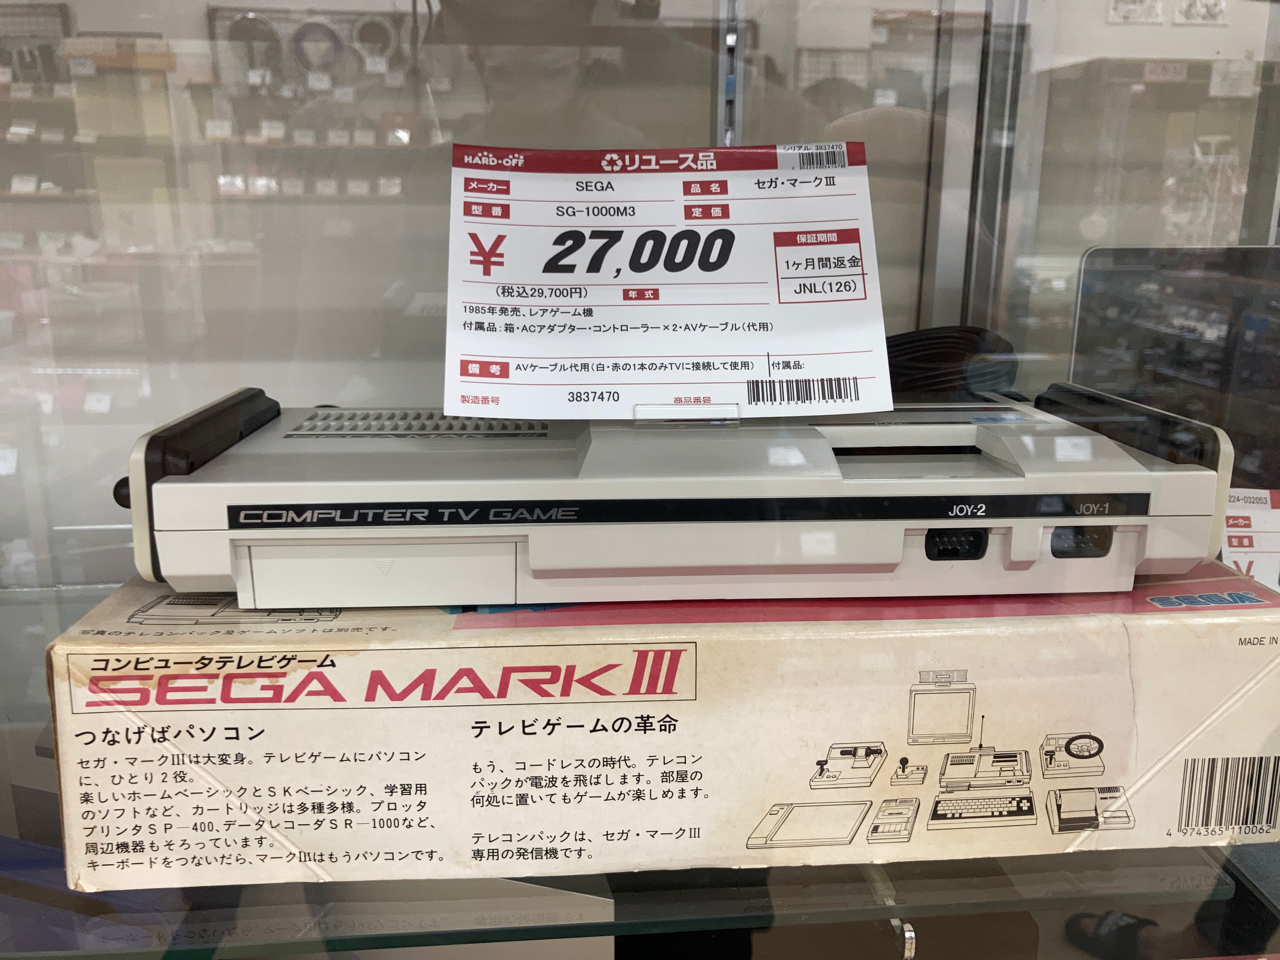 HARD・OFF
リユース品
シリアル: 3837470
メーカー SEGA 品名 セガ・マークⅢ
型番 SG-1000M3 定価
¥ 27,000
保証期間
1ヶ月間返金
JNL(126)
(税込29,700円) 年式
1985年発売、レアゲーム機
付属品:箱・ACアダプター・コントローラー×2・AVケーブル(代用)
備考 AVケーブル代用(白・赤の1本のみTVに接続して使用) 付属品:
製造番号 3837470 商品番号
224-032053
メーカー
型番
¥
SEGA MARK
COMPUTER TV GAME
JOY-2
JOY-1
写真のテレコンパック及ゲームソフトは別売です。
SEGA
MADE IN
コンピュータテレビゲーム
SEGA MARK III
つなげばパソコン
セガ・マークIIIは大変身。テレビゲームにパソコン
に、ひとり2役。
楽しいホームベーシックとSKベーシック、学習用
のソフトなど、カートリッジは多種多様。プロッタ
プリンタSP—400、データレコーダSR—1000など、
周辺機器もそろっています。
キーボードをつないだら、マークIIIはもうパソコンです。
テレビゲームの革命
もう、コードレスの時代。テレコン
パックが電波を飛ばします。部屋の
何処に置いてもゲームが楽しめます。
テレコンパックは、セガ・マークIII
専用の発信機です。
4 974365 110062